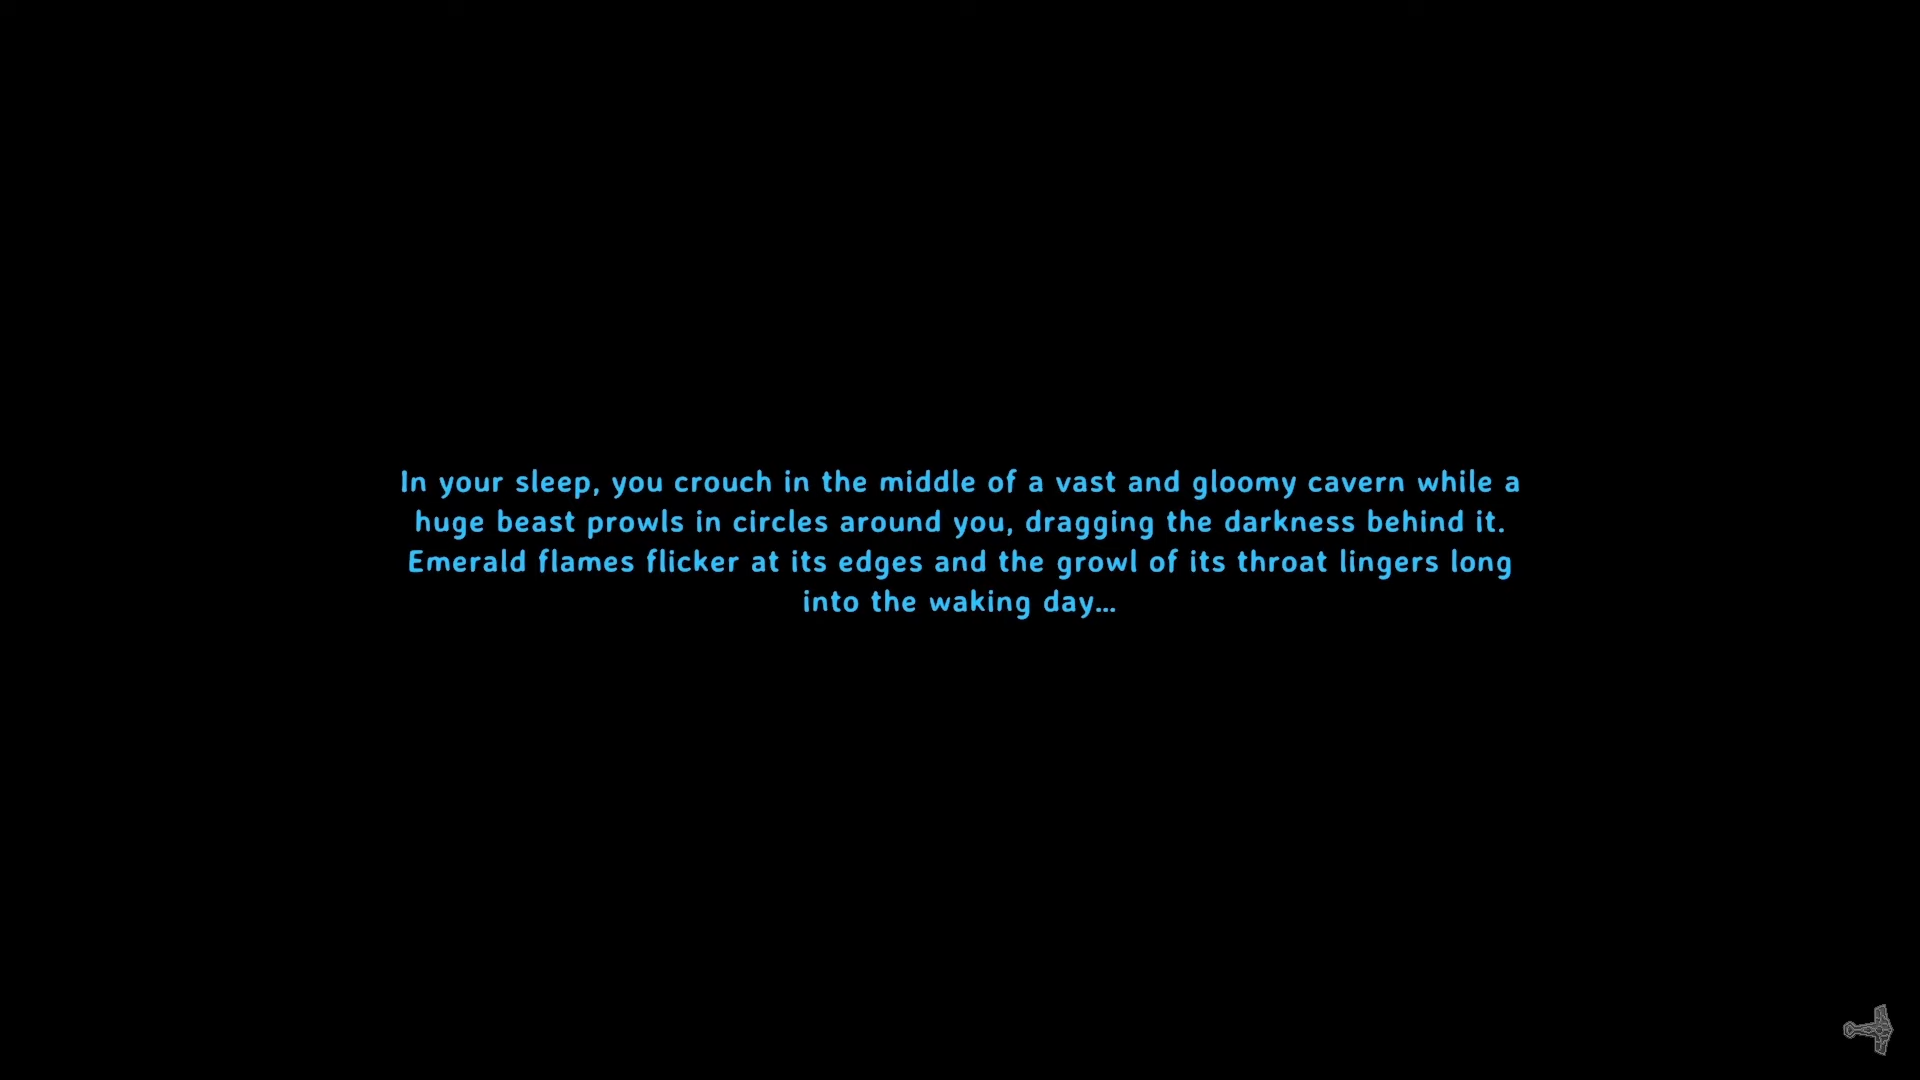 In your sleep, you crouch in the middle of a vast and gloomy cavern while a
huge beast prowls in circles around you, dragging the darkness behind it.
Emerald flames flicker at its edges and the growl of its throat lingers long
into the waking day...